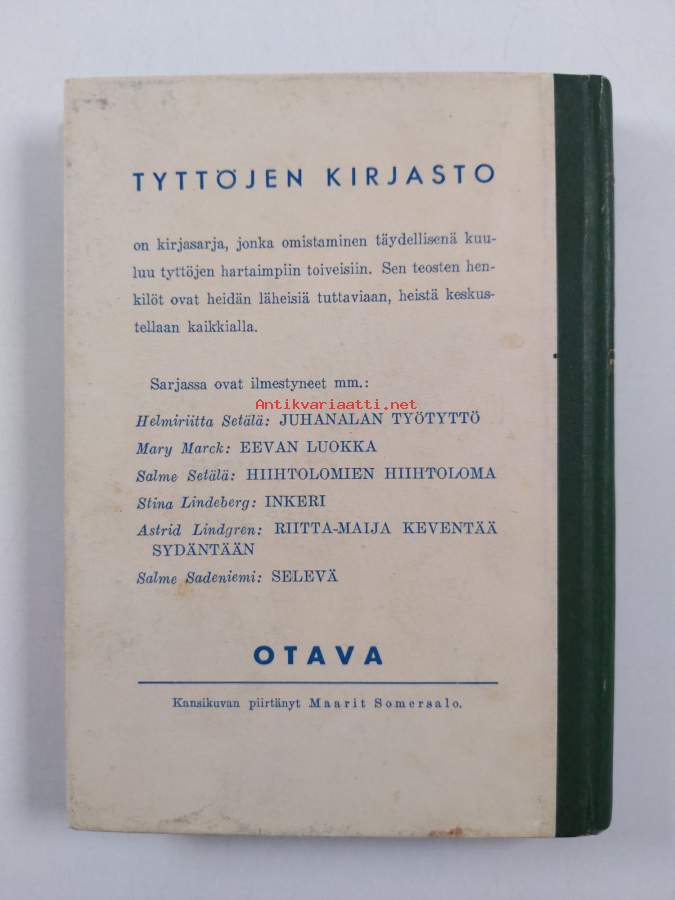 TYTTÖJEN KIRJASTO
on kirjasarja, jonka omistaminen täydellisenä kuu-
luu tyttöjen hartaimpiin toiveisiin. Sen teosten hen-
kilöt ovat heidän läheisiä tuttaviaan, heistä keskus-
tellaan kaikkialla.
Sarjassa ovat ilmestyneet mm.:
Antikvariaatti.net
Helmiriitta Setälä: JUHANALAN TYÖTYTTÖ
Mary Marck: EEVAN LUOKKA
Salme Setälä: HIIHTOLOMIEN HIIHTOLOMA
Stina Lindeberg: INKERI
Astrid Lindgren: RIITTA-MAIJA KEVENTÄÄ
SYDÄNTÄÄN
Salme Sadeniemi: SELEVÄ
OTAVA
Kansikuvan piirtänyt Maarit Somersalo.